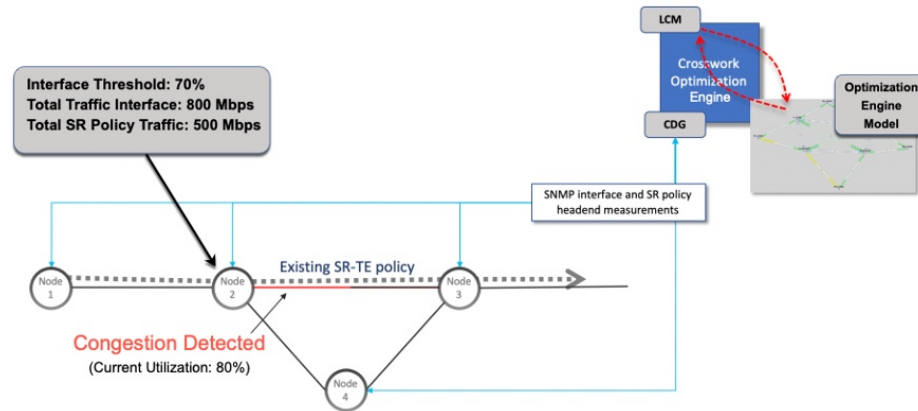 LCM
Crosswork
Optimization
Engine
CDG
Optimization
Engine
Model
Interface Threshold: 70%
Total Traffic Interface: 800 Mbps
Total SR Policy Traffic: 500 Mbps
SNMP interface and SR policy
headend measurements
Existing SR-TE policy
Node
1
Node
2
Node
3
Congestion Detected
(Current Utilization: 80%)
Node
4